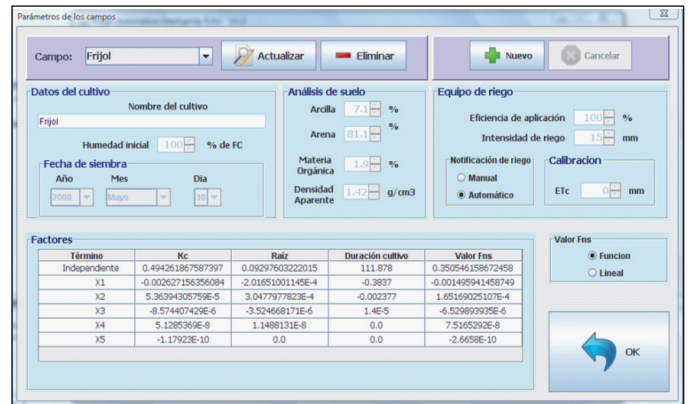 Parámetros de los campos
Campo: Frijol Actualizar Eliminar Nuevo Cancelar
Datos del cultivo
Nombre del cultivo
Frijol
Humedad inicial 100 % de FC
Fecha de siembra
Año Mes Dia
2008 Mayo 10
Análisis de suelo
Arcilla 7.1 %
Arena 81.1 %
Materia Orgánica 1.9 %
Densidad Aparente 1.42 g/cm3
Equipo de riego
Eficiencia de aplicación 100 %
Intensidad de riego 15 mm
Notificación de riego
Manual
Automático
Calibracion
ETc 0 mm
Factores
Término Kc Raiz Duración cultivo Valor Fns
Independiente 0.494261867587397 0.09297603222015 111.878 0.350546158672458
X1 -0.002627156356084 -2.01651001145E-4 -0.3837 -0.001495941458749
X2 5.36394305759E-5 3.0477977823E-4 -0.002377 1.65169025107E-4
X3 -8.574407429E-6 -3.524668171E-6 1.4E-5 -6.529893935E-6
X4 5.1285369E-8 1.1488131E-8 0.0 7.5165292E-8
X5 -1.17923E-10 0.0 0.0 -2.6658E-10
Valor Fns
Funcion
Lineal
OK